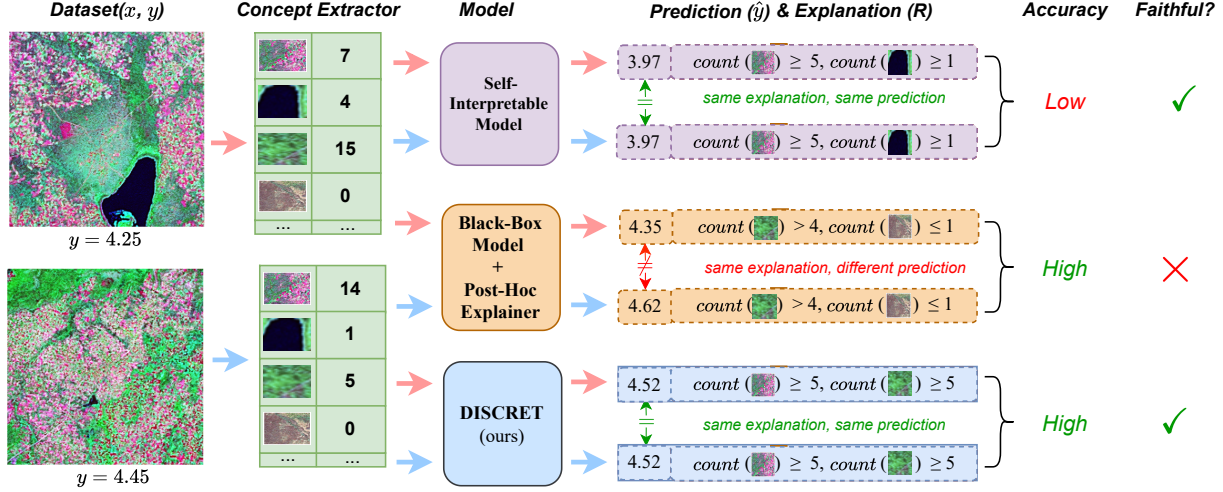 Dataset(x, y)
Concept Extractor
Model
Prediction (ŷ) & Explanation (R)
Accuracy
Faithful?
7
4
15
0
... ...
y = 4.25
14
1
5
0
... ...
y = 4.45
Self-
Interpretable
Model
3.97 count ( ) ≥ 5, count ( ) ≥ 1
= same explanation, same prediction
3.97 count ( ) ≥ 5, count ( ) ≥ 1
Low
✓
Black-Box
Model
+
Post-Hoc
Explainer
4.35 count ( ) > 4, count ( ) ≤ 1
≠ same explanation, different prediction
4.62 count ( ) > 4, count ( ) ≤ 1
High
✗
DISCRET
(ours)
4.52 count ( ) ≥ 5, count ( ) ≥ 5
= same explanation, same prediction
4.52 count ( ) ≥ 5, count ( ) ≥ 5
High
✓